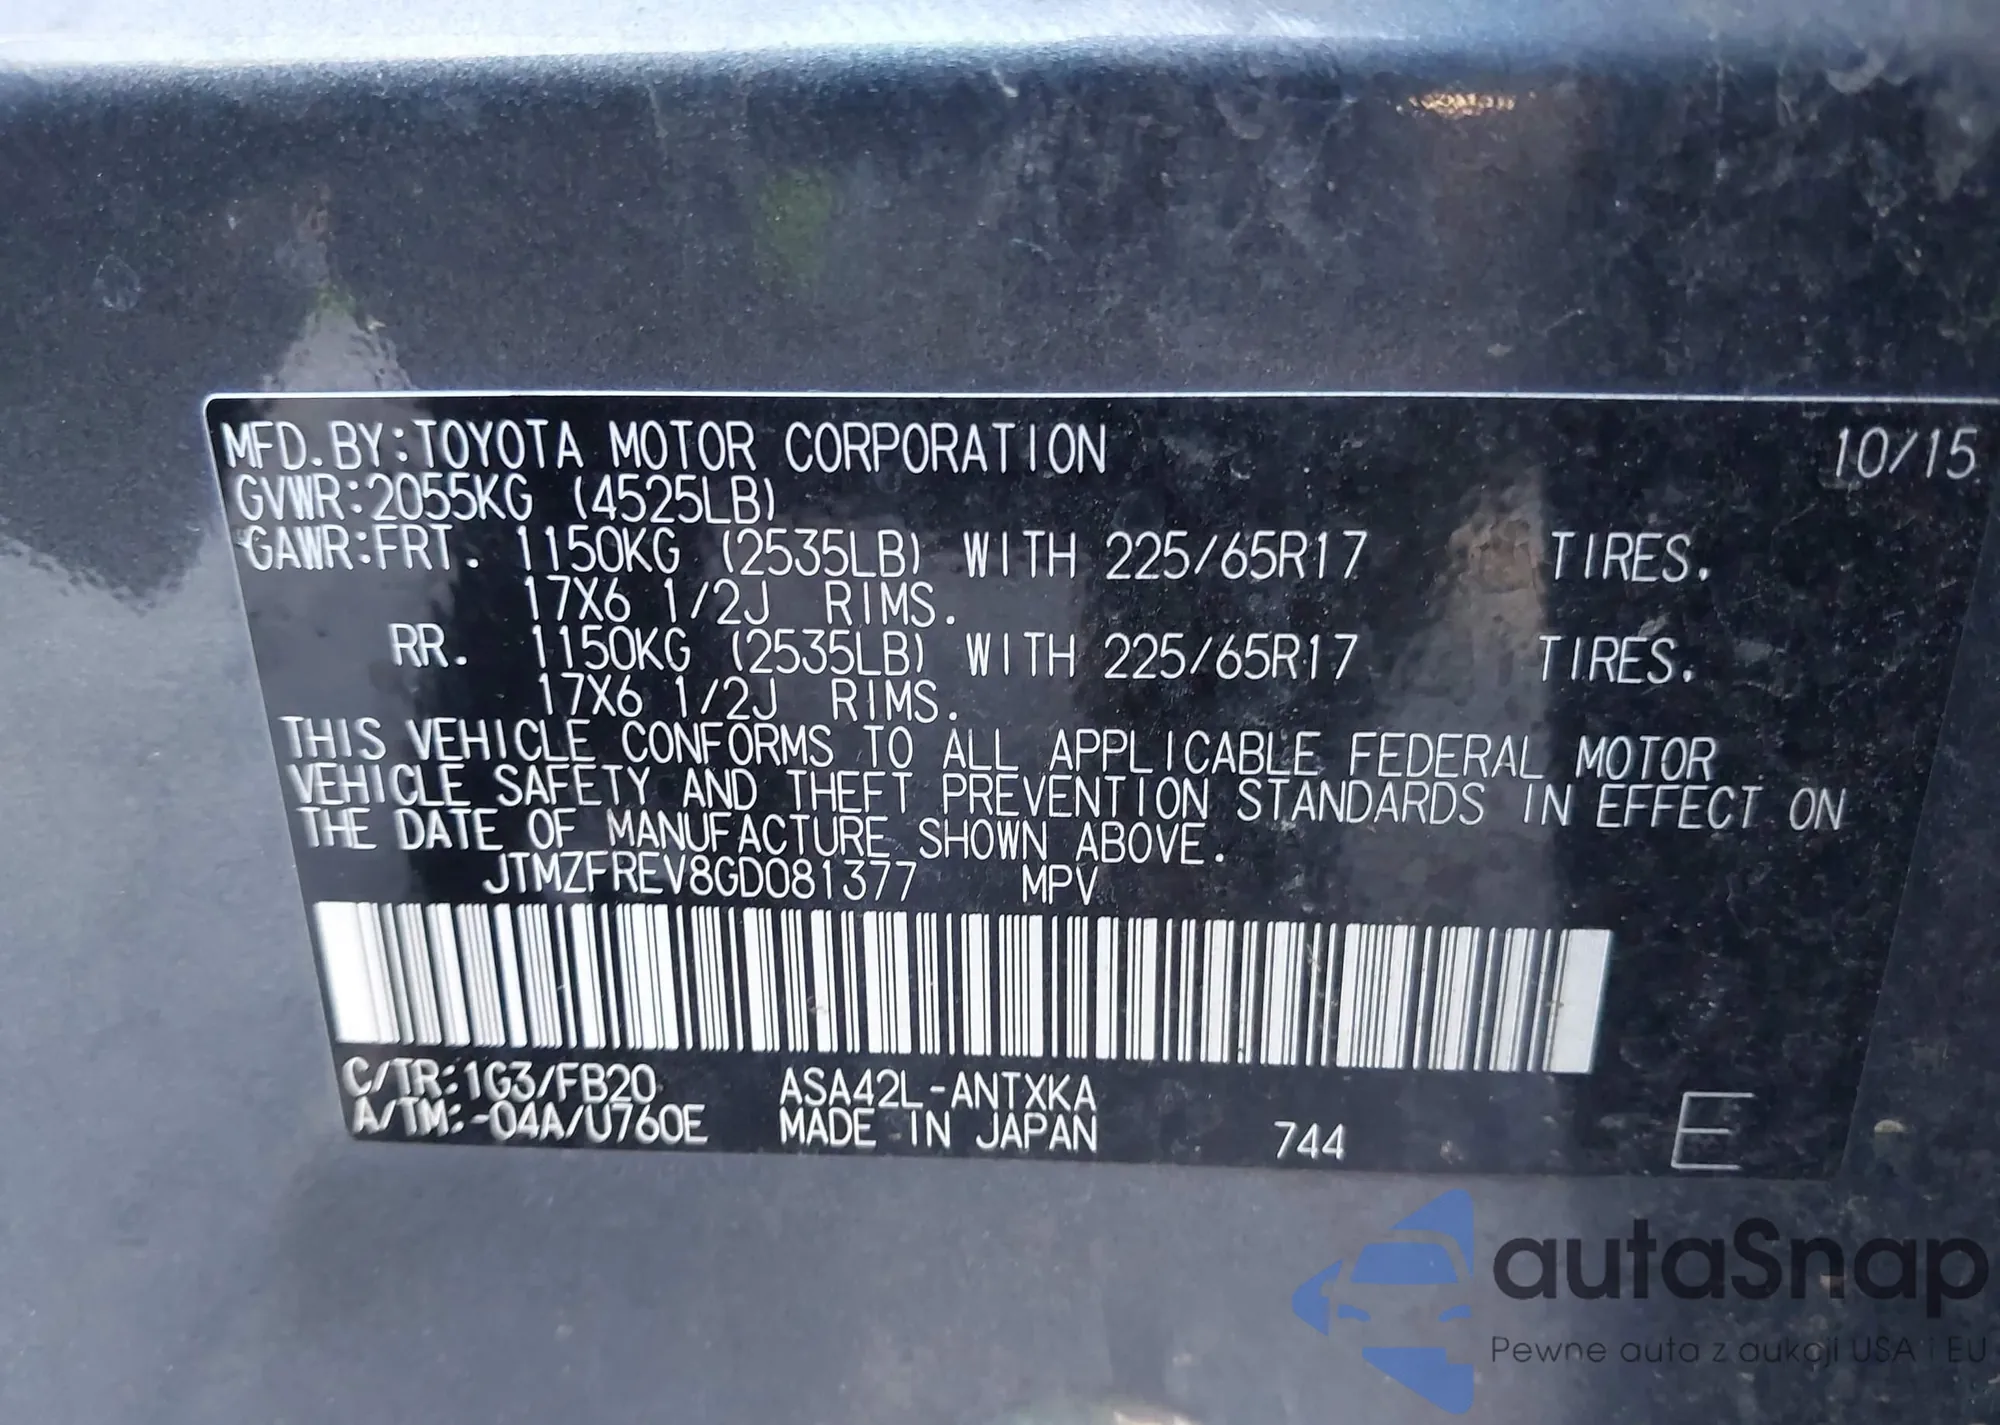 MFD.BY:TOYOTA MOTOR CORPORATION 10/15
GVWR:2055KG (4525LB)
GAWR:FRT. 1150KG (2535LB) WITH 225/65R17 TIRES.
17X6 1/2J RIMS.
RR. 1150KG (2535LB) WITH 225/65R17 TIRES.
17X6 1/2J RIMS.
THIS VEHICLE CONFORMS TO ALL APPLICABLE FEDERAL MOTOR
VEHICLE SAFETY AND THEFT PREVENTION STANDARDS IN EFFECT ON
THE DATE OF MANUFACTURE SHOWN ABOVE.
JTMZFREV8GD081377 MPV
C/TR:1G3/FB20 ASA42L-ANTXKA
A/TM:-04A/U760E MADE IN JAPAN 744 E
autaSnap
Pewne auta z aukcji USA i EU